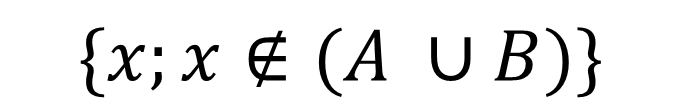 {x; x ∉ (A ∪ B)}